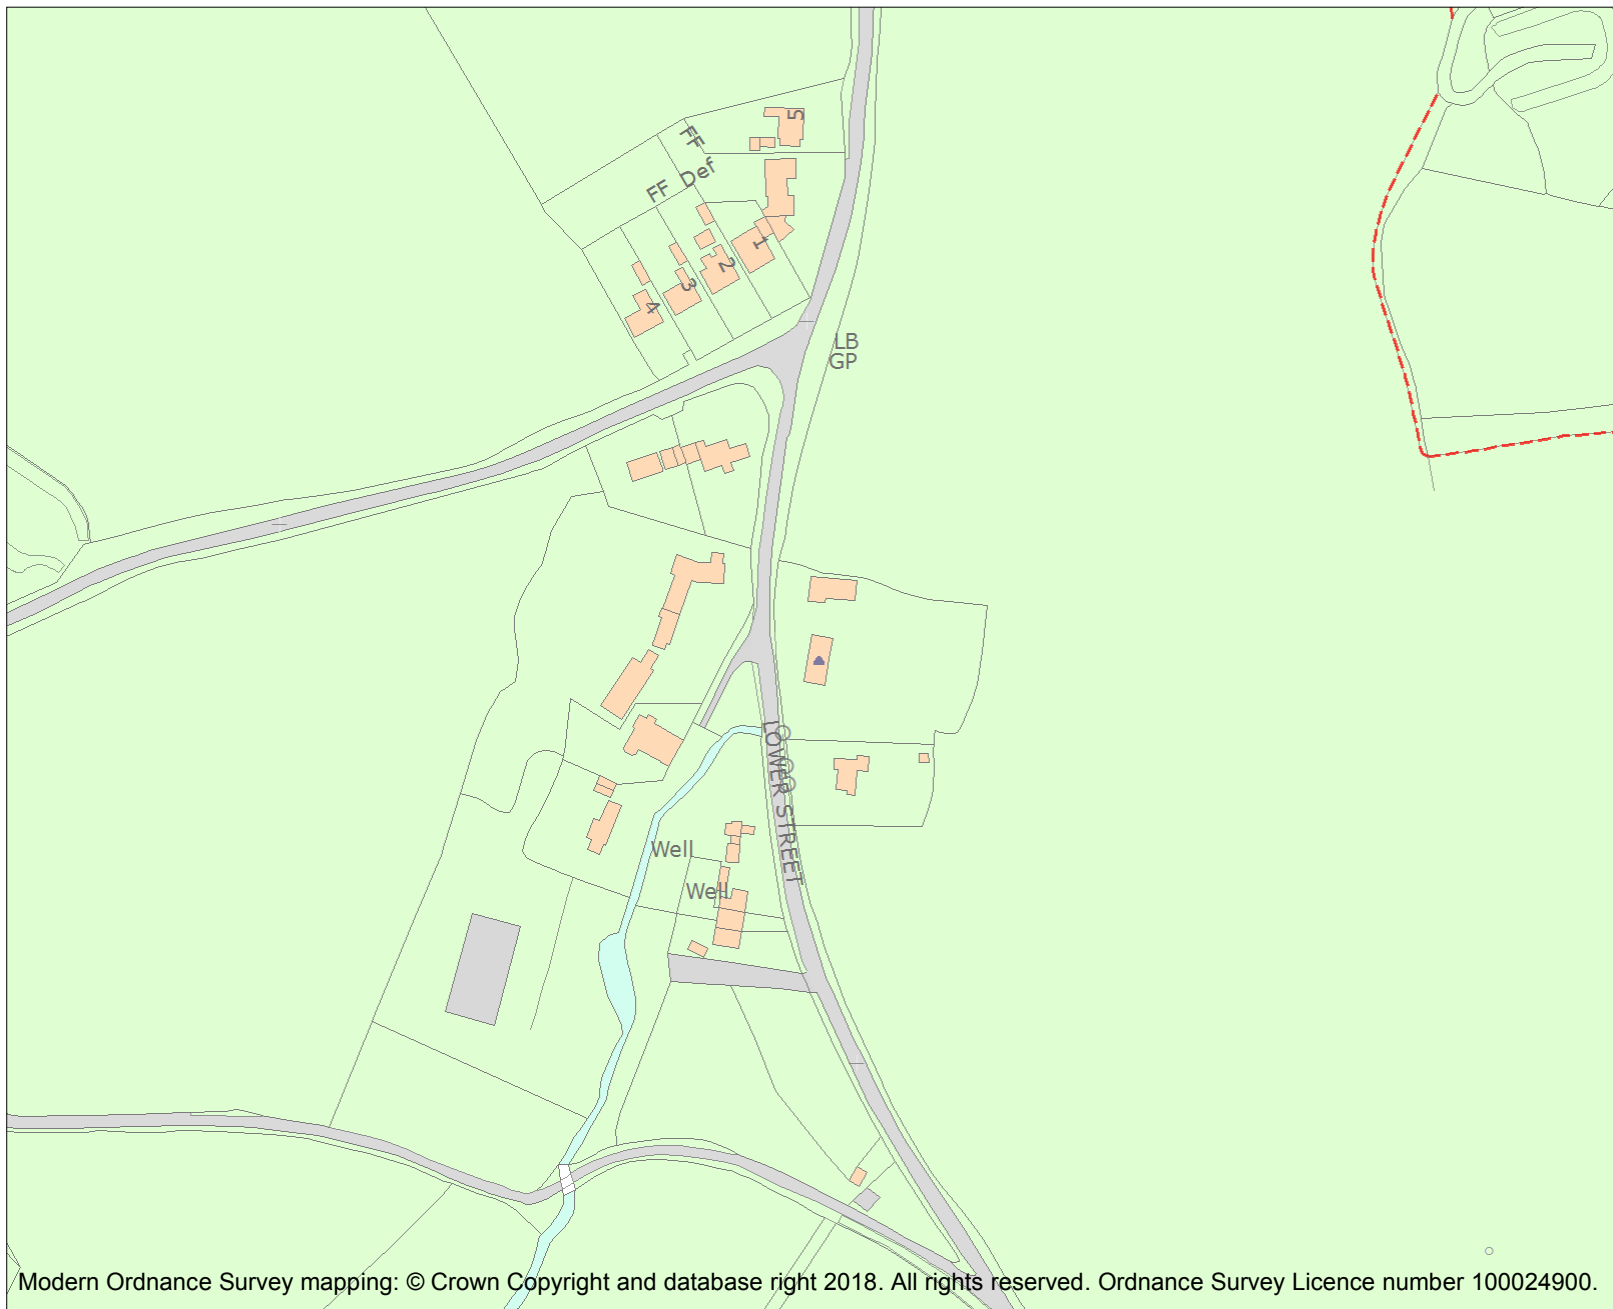 5
FF
FF Def
1
2
3
4
LB
GP
LOWER STREET
Well
Well
Modern Ordnance Survey mapping: © Crown Copyright and database right 2018. All rights reserved. Ordnance Survey Licence number 100024900.